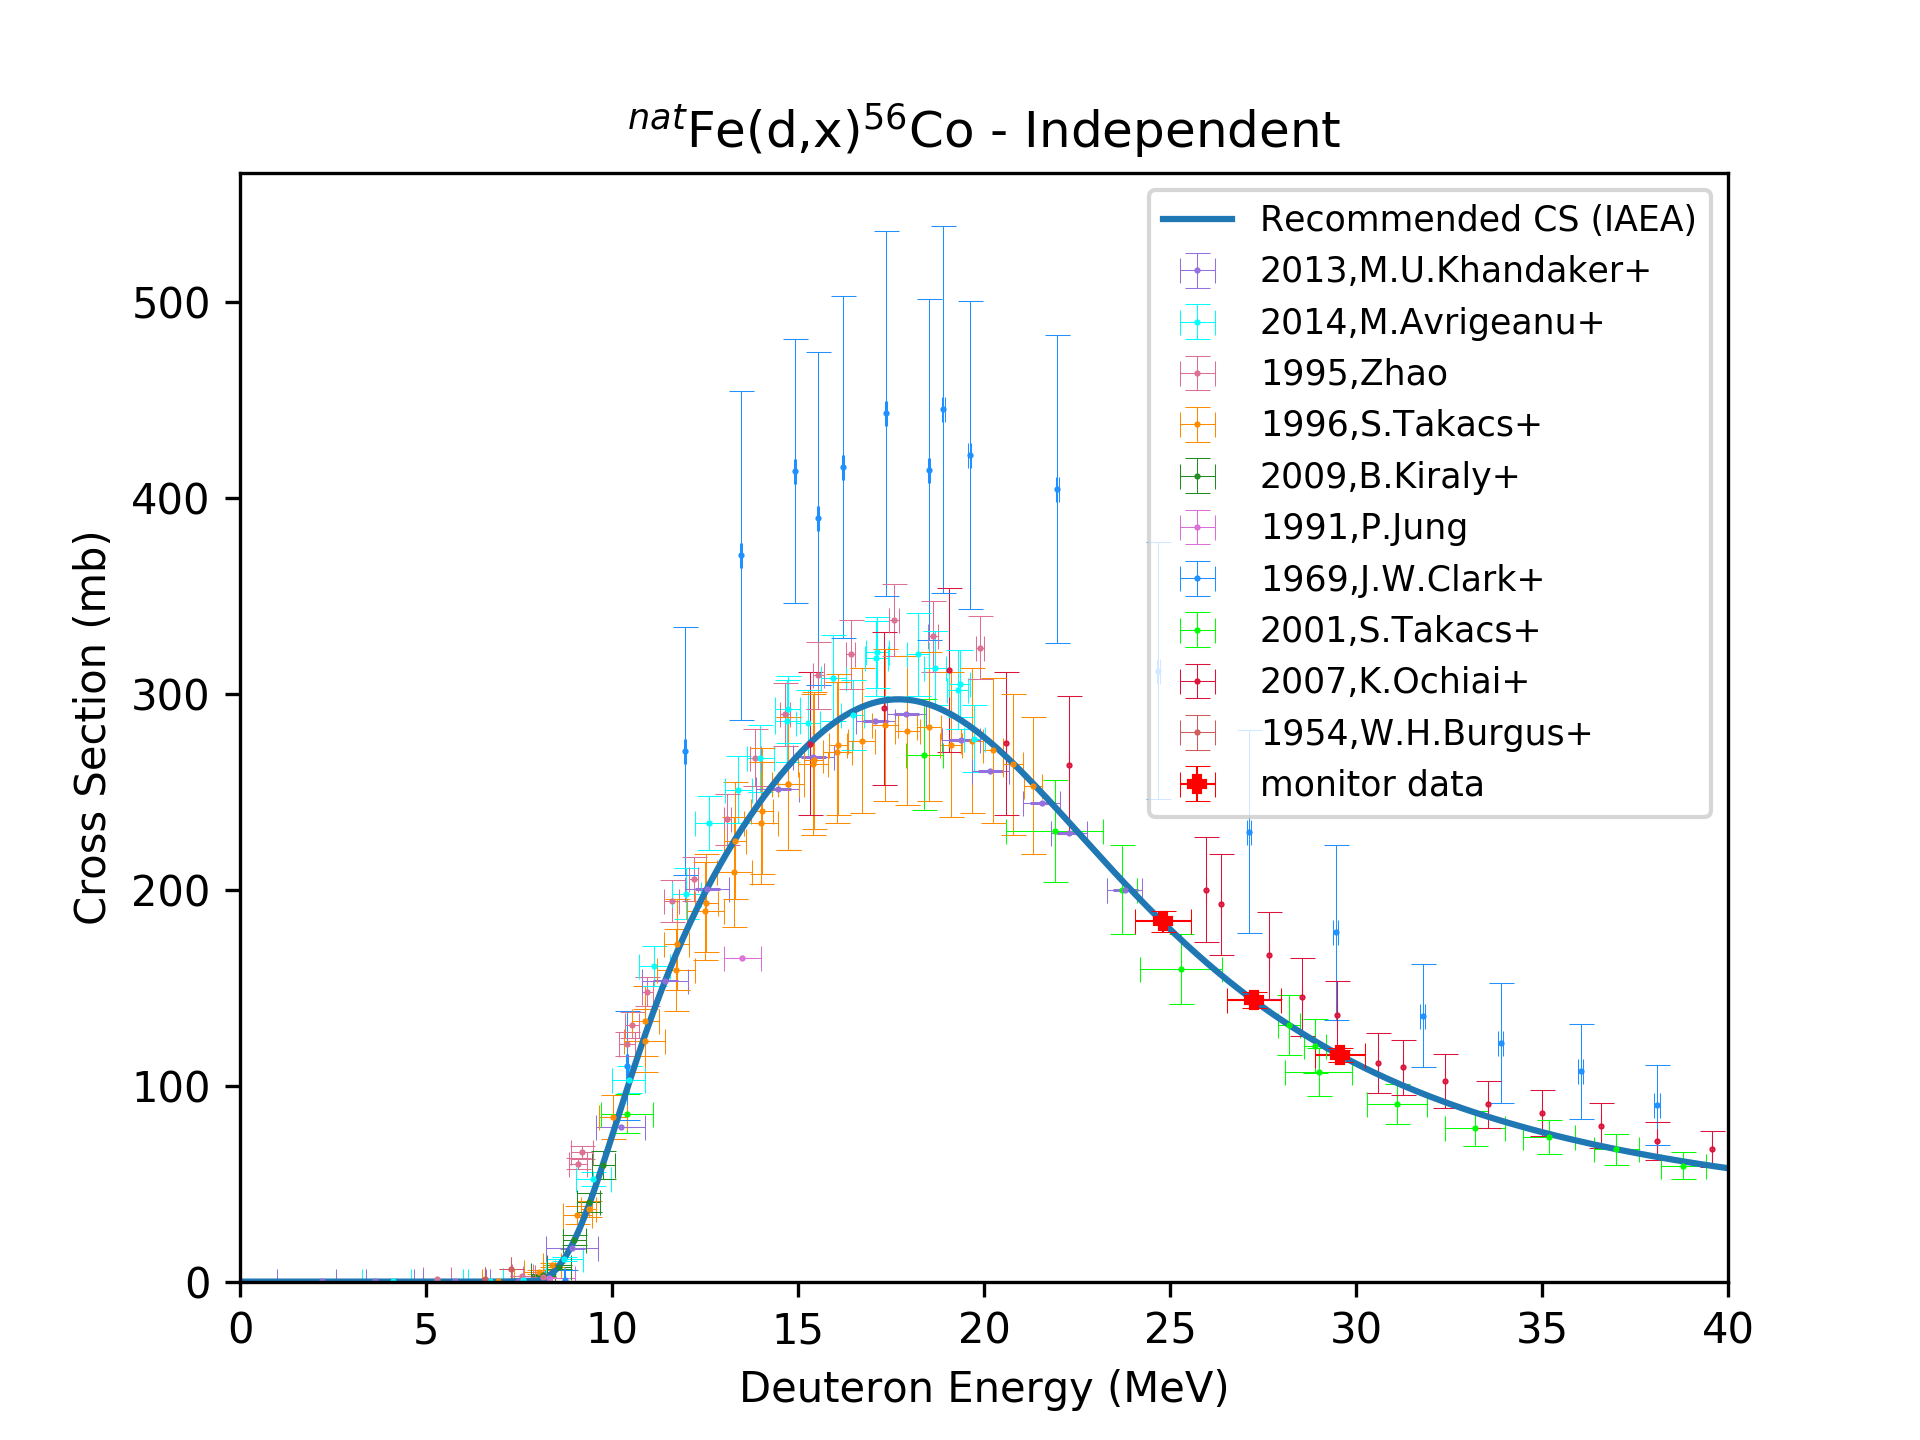 natFe(d,x)56Co - Independent
Recommended CS (IAEA)
2013,M.U.Khandaker+
2014,M.Avrigeanu+
1995,Zhao
1996,S.Takacs+
2009,B.Kiraly+
1991,P.Jung
1969,J.W.Clark+
2001,S.Takacs+
2007,K.Ochiai+
1954,W.H.Burgus+
monitor data
Cross Section (mb)
500
400
300
200
100
0
0 5 10 15 20 25 30 35 40
Deuteron Energy (MeV)